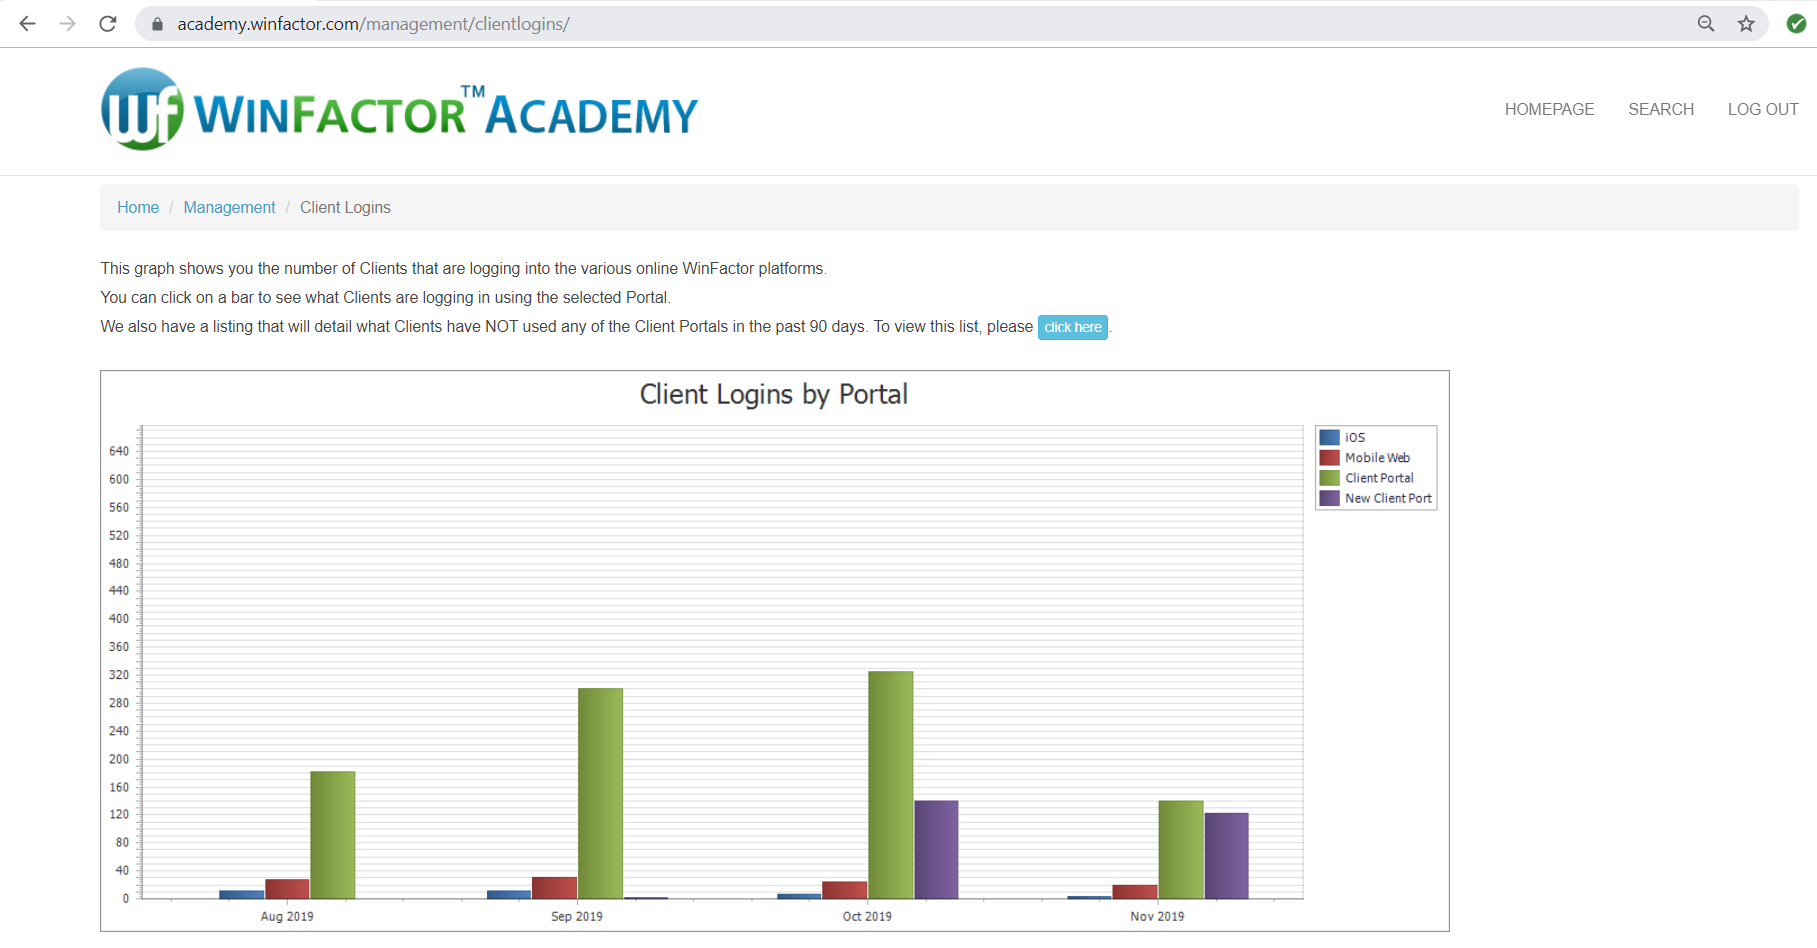 academy.winfactor.com/management/clientlogins/
Wf WINFACTOR™ ACADEMY
HOMEPAGE SEARCH LOG OUT
Home / Management / Client Logins
This graph shows you the number of Clients that are logging into the various online WinFactor platforms.
You can click on a bar to see what Clients are logging in using the selected Portal.
We also have a listing that will detail what Clients have NOT used any of the Client Portals in the past 90 days. To view this list, please click here.
Client Logins by Portal
iOS
Mobile Web
Client Portal
New Client Port
640
600
560
520
480
440
400
360
320
280
240
200
160
120
80
40
0
Aug 2019 Sep 2019 Oct 2019 Nov 2019